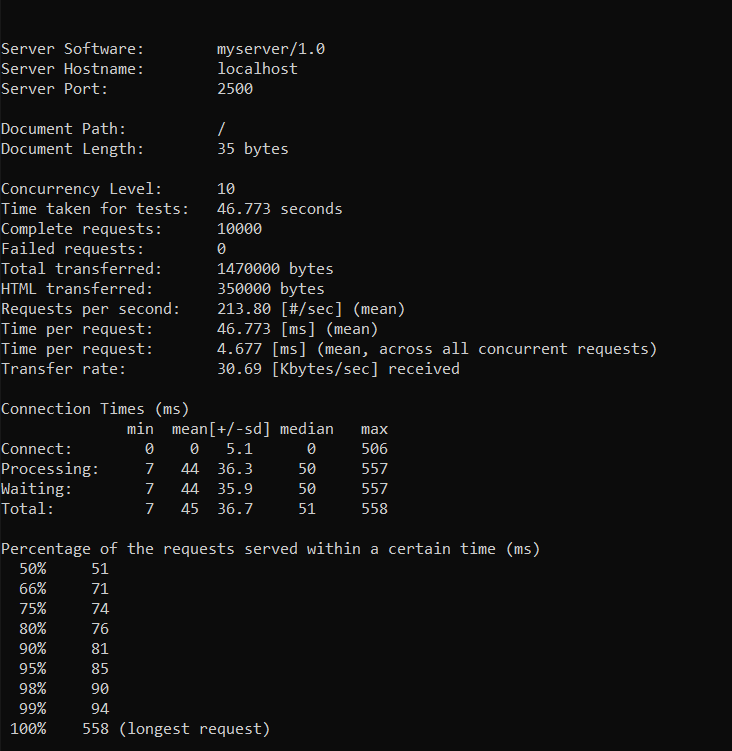 Server Software:        myserver/1.0
Server Hostname:        localhost
Server Port:            2500
Document Path:          /
Document Length:        35 bytes
Concurrency Level:      10
Time taken for tests:   46.773 seconds
Complete requests:      10000
Failed requests:        0
Total transferred:      1470000 bytes
HTML transferred:       350000 bytes
Requests per second:    213.80 [#/sec] (mean)
Time per request:       46.773 [ms] (mean)
Time per request:       4.677 [ms] (mean, across all concurrent requests)
Transfer rate:          30.69 [Kbytes/sec] received
Connection Times (ms)
              min  mean[+/-sd] median   max
Connect:        0    0   5.1      0     506
Processing:     7   44  36.3     50     557
Waiting:        7   44  35.9     50     557
Total:          7   45  36.7     51     558
Percentage of the requests served within a certain time (ms)
  50%     51
  66%     71
  75%     74
  80%     76
  90%     81
  95%     85
  98%     90
  99%     94
 100%    558 (longest request)